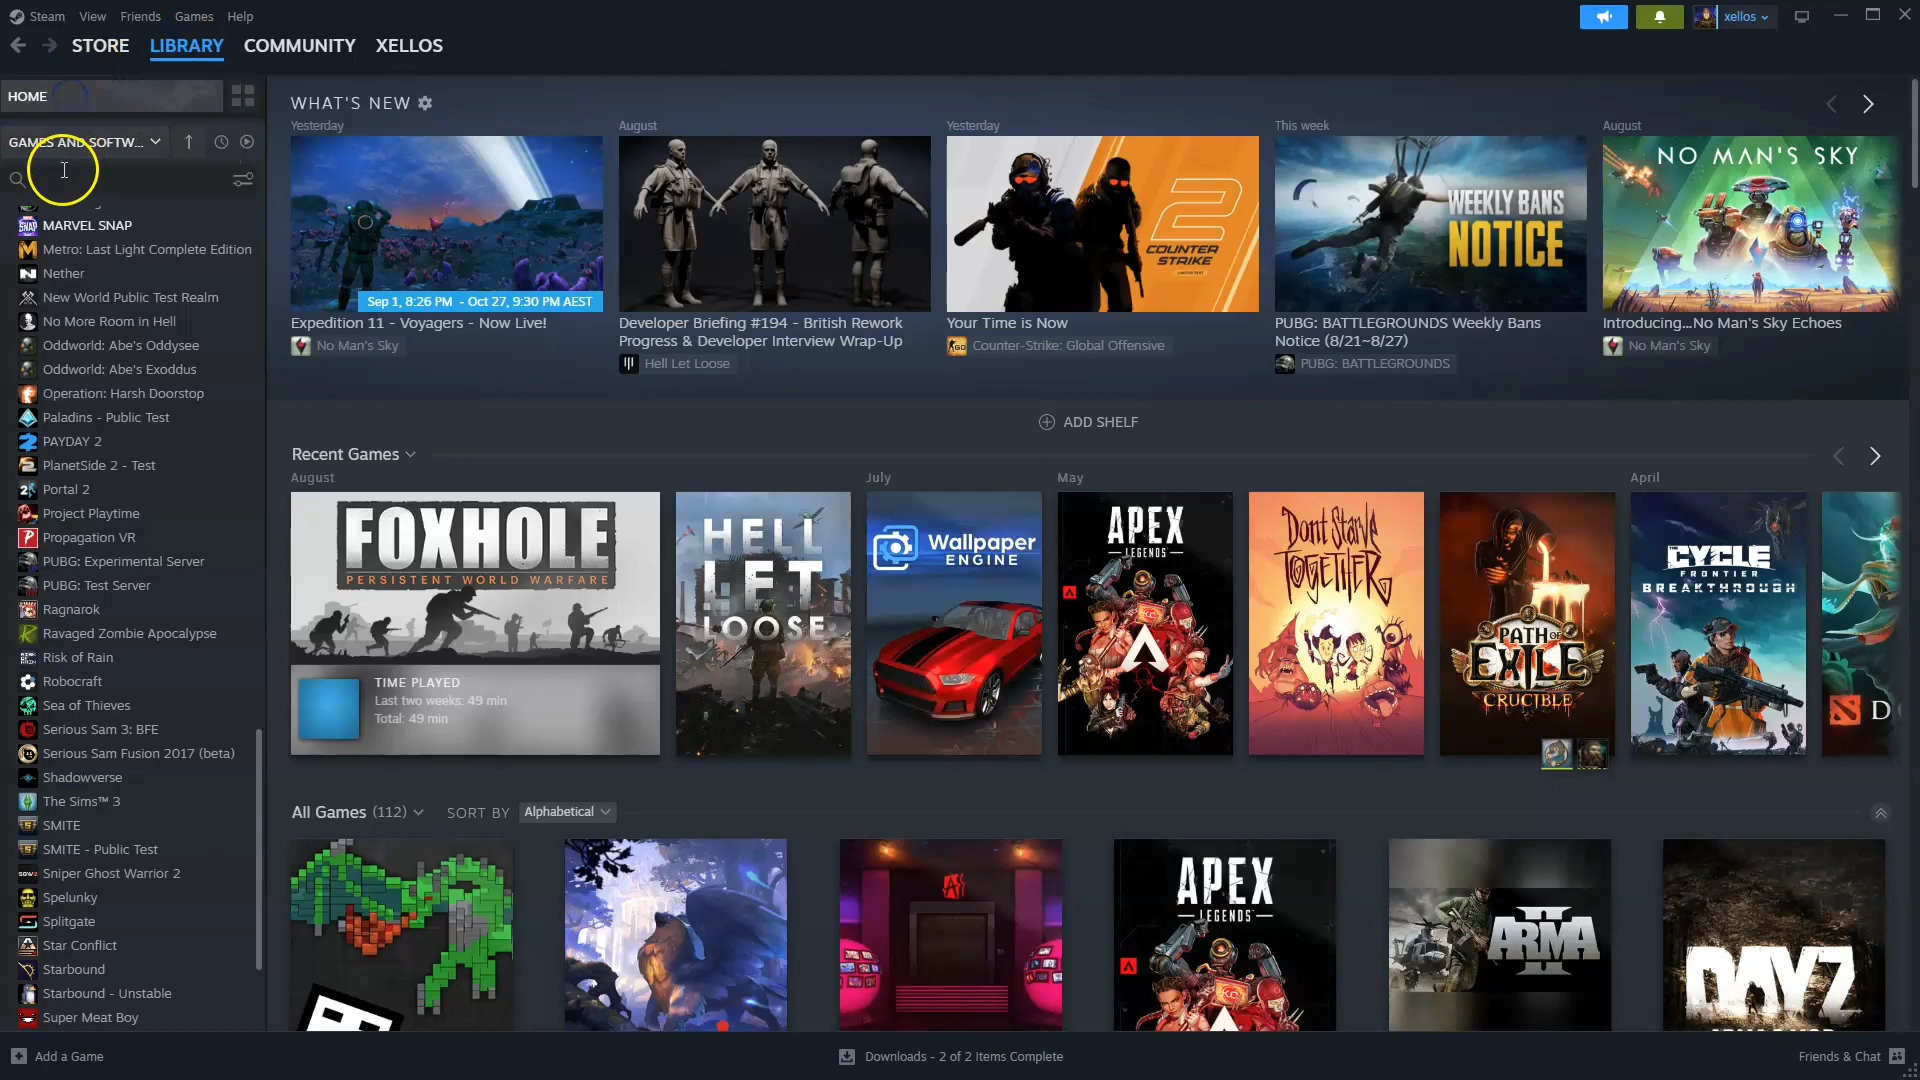 Steam View Friends Games Help
xellos
STORE LIBRARY COMMUNITY XELLOS
HOME
GAMES AND SOFTW...
MARVEL SNAP
Metro: Last Light Complete Edition
Nether
New World Public Test Realm
No More Room in Hell
Oddworld: Abe's Oddysee
Oddworld: Abe's Exoddus
Operation: Harsh Doorstop
Paladins - Public Test
PAYDAY 2
PlanetSide 2 - Test
Portal 2
Project Playtime
Propagation VR
PUBG: Experimental Server
PUBG: Test Server
Ragnarok
Ravaged Zombie Apocalypse
Risk of Rain
Robocraft
Sea of Thieves
Serious Sam 3: BFE
Serious Sam Fusion 2017 (beta)
Shadowverse
The Sims™ 3
SMITE
SMITE - Public Test
Sniper Ghost Warrior 2
Spelunky
Splitgate
Star Conflict
Starbound
Starbound - Unstable
Super Meat Boy
WHAT'S NEW
Yesterday
Sep 1, 8:26 PM - Oct 27, 9:30 PM AEST
Expedition 11 - Voyagers - Now Live!
No Man's Sky
August
Developer Briefing #194 - British Rework
Progress & Developer Interview Wrap-Up
Hell Let Loose
Yesterday
2
COUNTER
STRIKE
Your Time is Now
Counter-Strike: Global Offensive
This week
WEEKLY BANS
NOTICE
PUBG: BATTLEGROUNDS Weekly Bans
Notice (8/21~8/27)
PUBG: BATTLEGROUNDS
August
NO MAN'S SKY
Introducing...No Man's Sky Echoes
No Man's Sky
ADD SHELF
Recent Games
August
FOXHOLE
PERSISTENT WORLD WARFARE
TIME PLAYED
Last two weeks: 49 min
Total: 49 min
HELL
LET
LOOSE
July
Wallpaper
ENGINE
May
APEX
LEGENDS
Don't Starve
TOGETHER
PATH OF
EXILE
CRUCIBLE
April
CYCLE
FRONTIER
BREAKTHROUGH
D
All Games (112)
SORT BY Alphabetical
APEX
LEGENDS
ARMA II
DAYZ
Add a Game
Downloads - 2 of 2 Items Complete
Friends & Chat